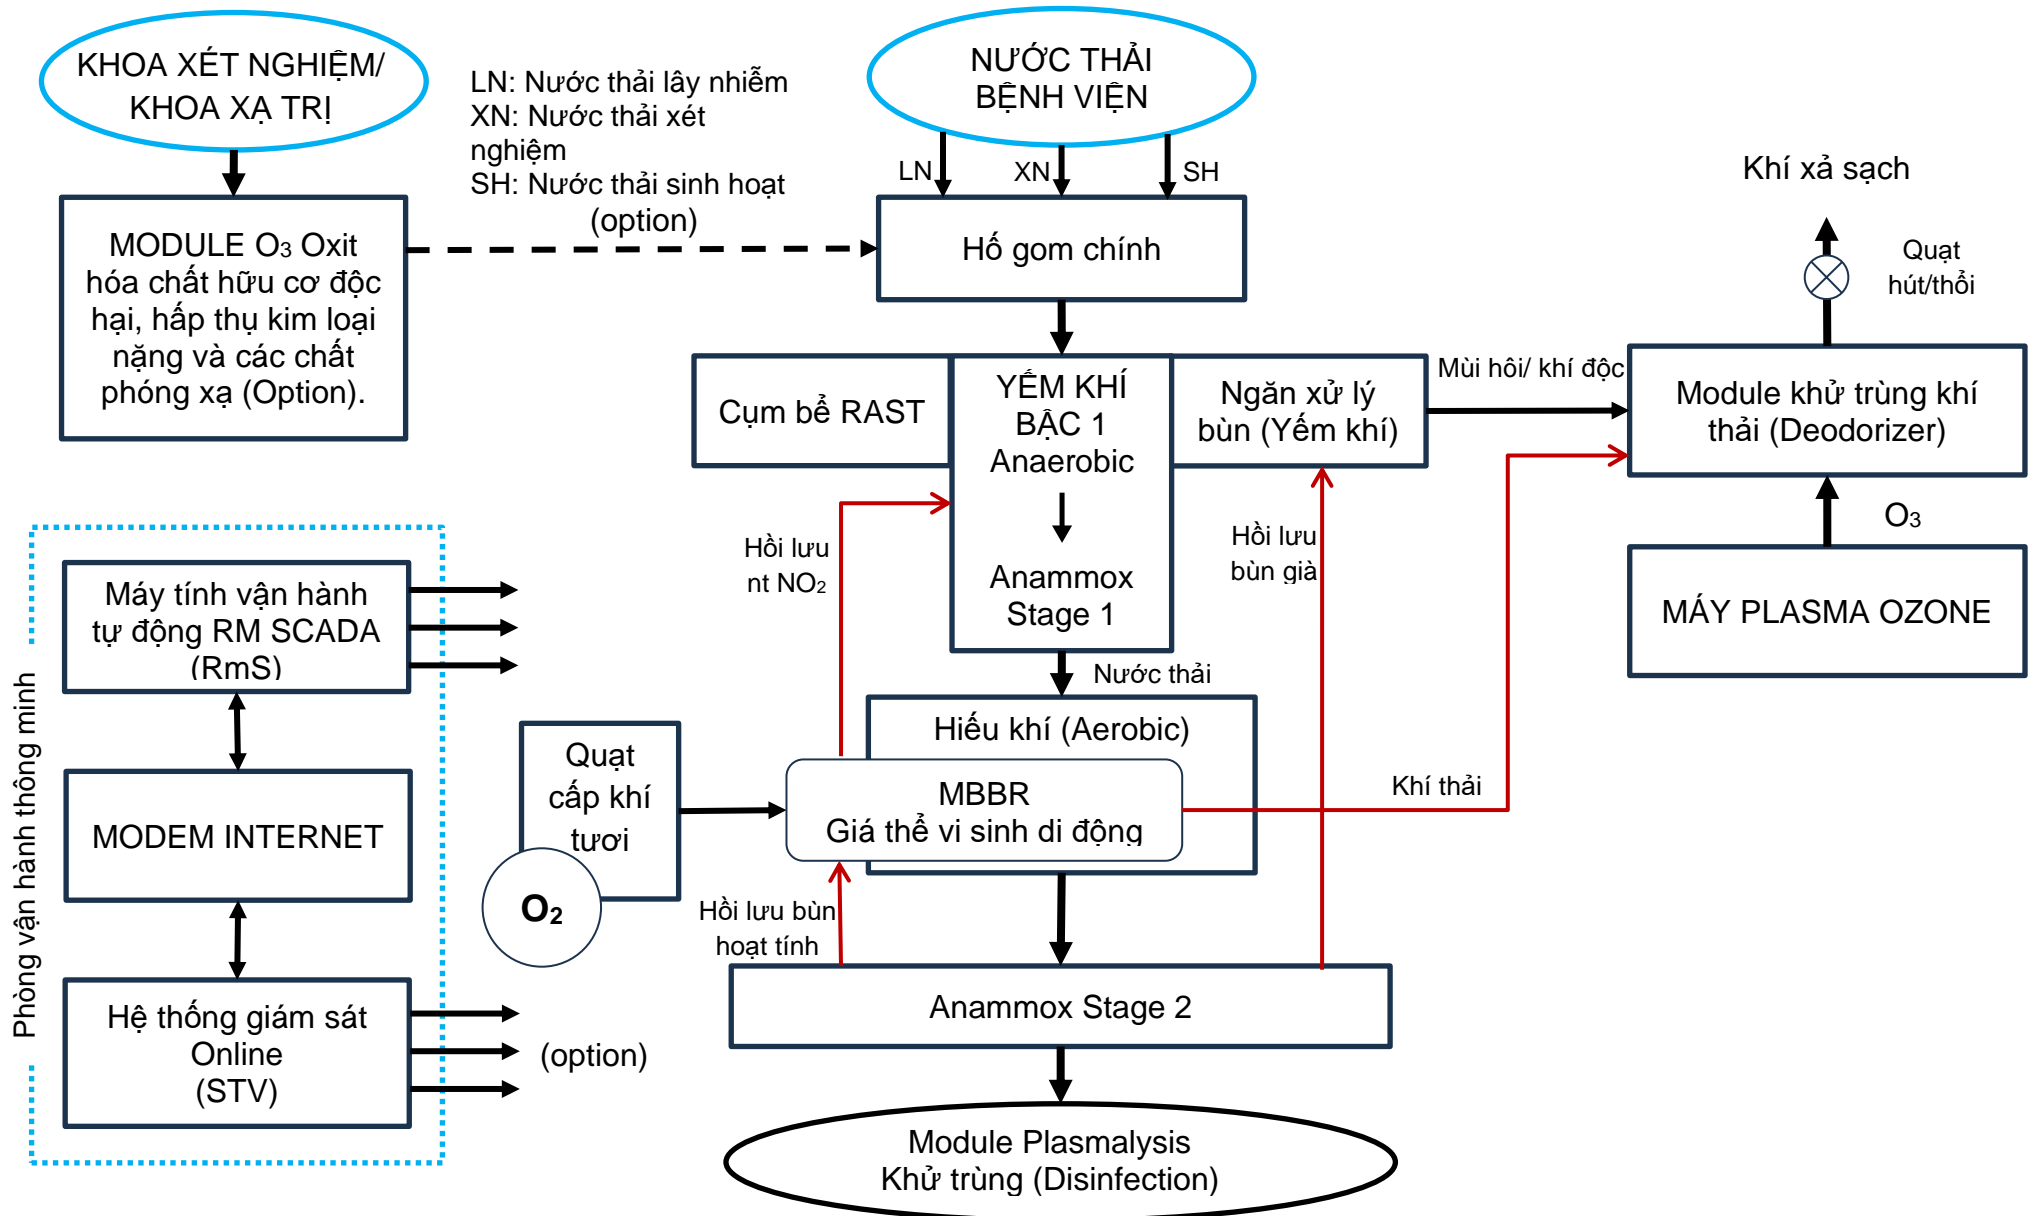 KHOA XÉT NGHIỆM/
KHOA XẠ TRỊ
LN: Nước thải lây nhiễm
XN: Nước thải xét
nghiệm
SH: Nước thải sinh hoạt
(option)
NƯỚC THẢI
BỆNH VIỆN
LN
XN
SH
MODULE O₃ Oxit
hóa chất hữu cơ độc
hại, hấp thụ kim loại
nặng và các chất
phóng xạ (Option).
Hố gom chính
Khí xả sạch
Quạt
hút/thổi
Cụm bể RAST
YẾM KHÍ
BẬC 1
Anaerobic
Anammox
Stage 1
Ngăn xử lý
bùn (Yếm khí)
Mùi hôi/ khí độc
Module khử trùng khí
thải (Deodorizer)
O₃
MÁY PLASMA OZONE
Hồi lưu
nt NO₂
Hồi lưu
bùn già
Nước thải
Phòng vận hành thông minh
Máy tính vận hành
tự động RM SCADA
(RmS)
MODEM INTERNET
Hệ thống giám sát
Online
(STV)
(option)
Quạt
cấp khí
tươi
O₂
Hiếu khí (Aerobic)
MBBR
Giá thể vi sinh di động
Khí thải
Hồi lưu bùn
hoạt tính
Anammox Stage 2
Module Plasmalysis
Khử trùng (Disinfection)